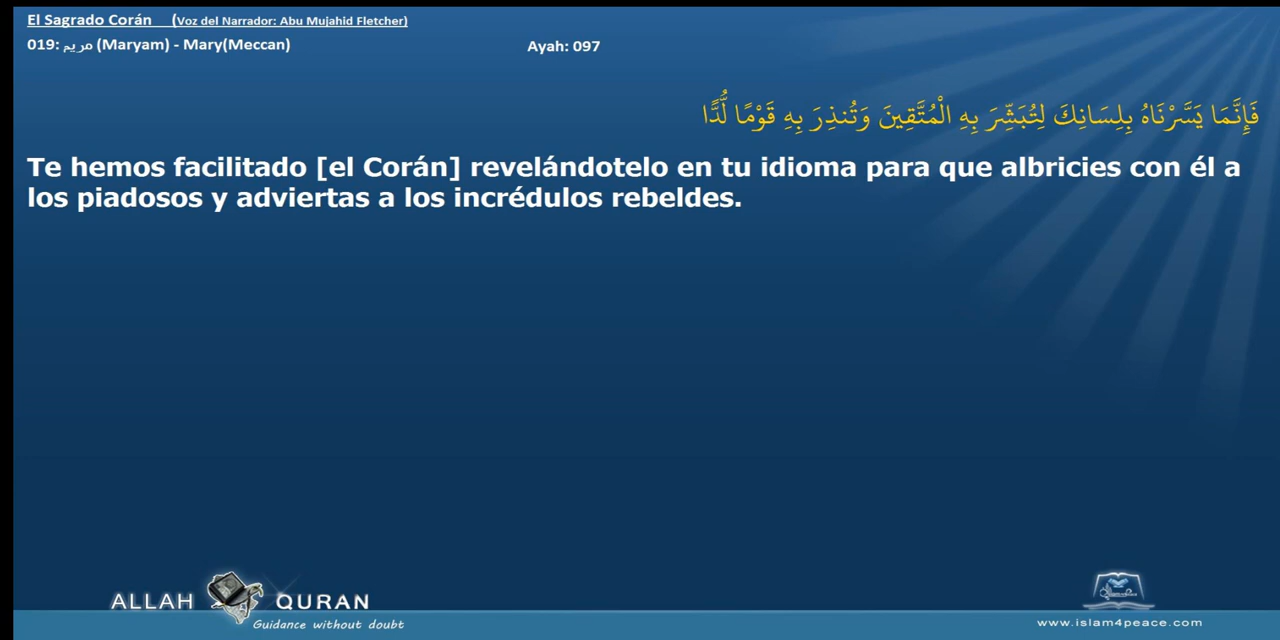 El Sagrado Corán (Voz del Narrador: Abu Mujahid Fletcher)
019: مريم (Maryam) - Mary(Meccan)
Ayah: 097
فَإِنَّمَا يَسَّرْنَاهُ بِلِسَانِكَ لِتُبَشِّرَ بِهِ الْمُتَّقِينَ وَتُنذِرَ بِهِ قَوْمًا لُّدًّا
Te hemos facilitado [el Corán] revelándotelo en tu idioma para que albricies con él a
los piadosos y adviertas a los incrédulos rebeldes.
ALLAH QURAN
Guidance without doubt
www.islam4peace.com